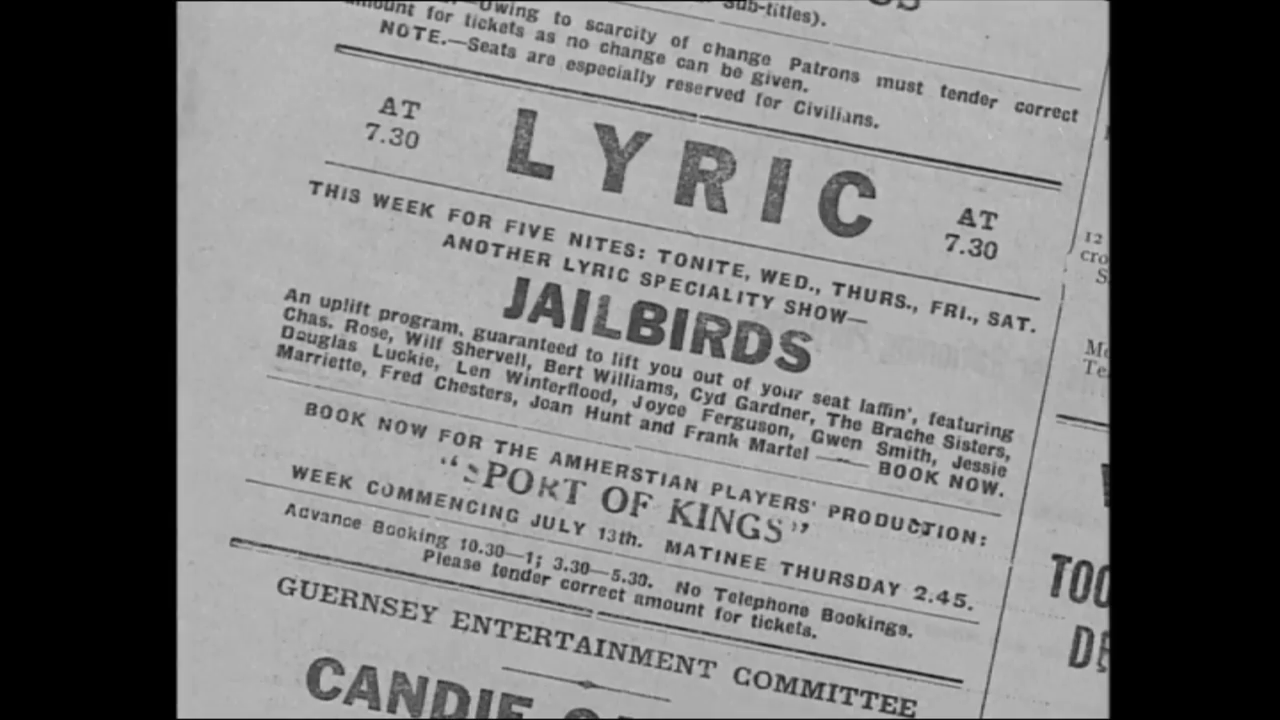 Sub-titles).
Owing to scarcity of change Patrons must tender correct
amount for tickets as no change can be given.
NOTE.—Seats are especially reserved for Civilians.
AT
7.30
LYRIC
AT
7.30
THIS WEEK FOR FIVE NITES: TONITE, WED., THURS., FRI., SAT.
ANOTHER LYRIC SPECIALITY SHOW—
JAILBIRDS
An uplift program, guaranteed to lift you out of your seat laffin', featuring
Chas. Rose, Wilf Shervell, Bert Williams, Cyd Gardner, The Brache Sisters,
Douglas Luckie, Len Winterflood, Joyce Ferguson, Gwen Smith, Jessie
Marriette, Fred Chesters, Joan Hunt and Frank Martel —— BOOK NOW.
BOOK NOW FOR THE AMHERSTIAN PLAYERS' PRODUCTION:
"SPORT OF KINGS"
WEEK COMMENCING JULY 13th. MATINEE THURSDAY 2.45.
Advance Booking 10.30—1; 3.30—5.30. No Telephone Bookings.
Please tender correct amount for tickets.
GUERNSEY ENTERTAINMENT COMMITTEE
CANDIE
12